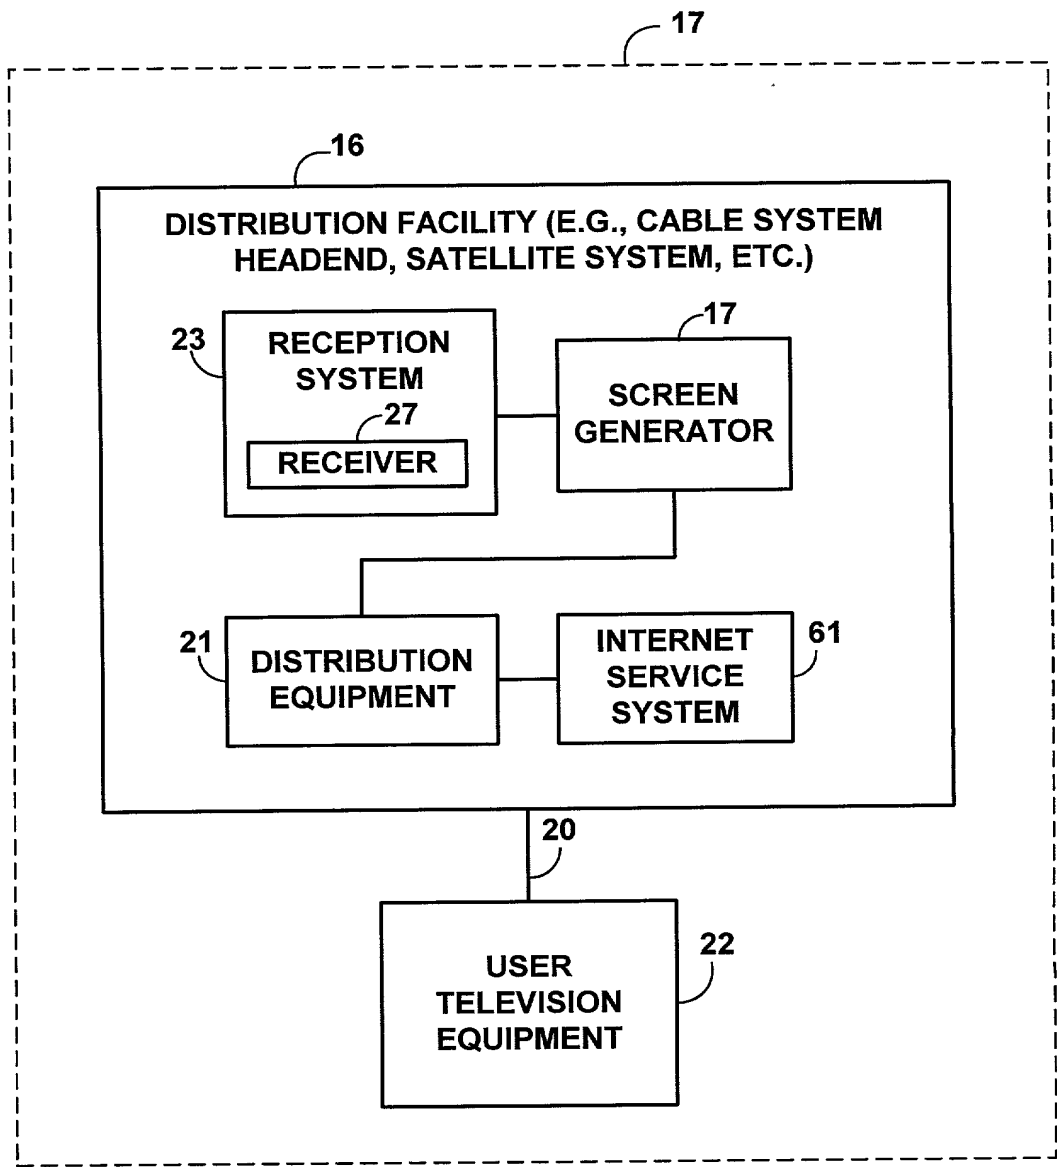 17
16
DISTRIBUTION FACILITY (E.G., CABLE SYSTEM
HEADEND, SATELLITE SYSTEM, ETC.)
23
RECEPTION
SYSTEM
27
RECEIVER
17
SCREEN
GENERATOR
21
DISTRIBUTION
EQUIPMENT
INTERNET
SERVICE
SYSTEM
61
20
USER
TELEVISION
EQUIPMENT
22